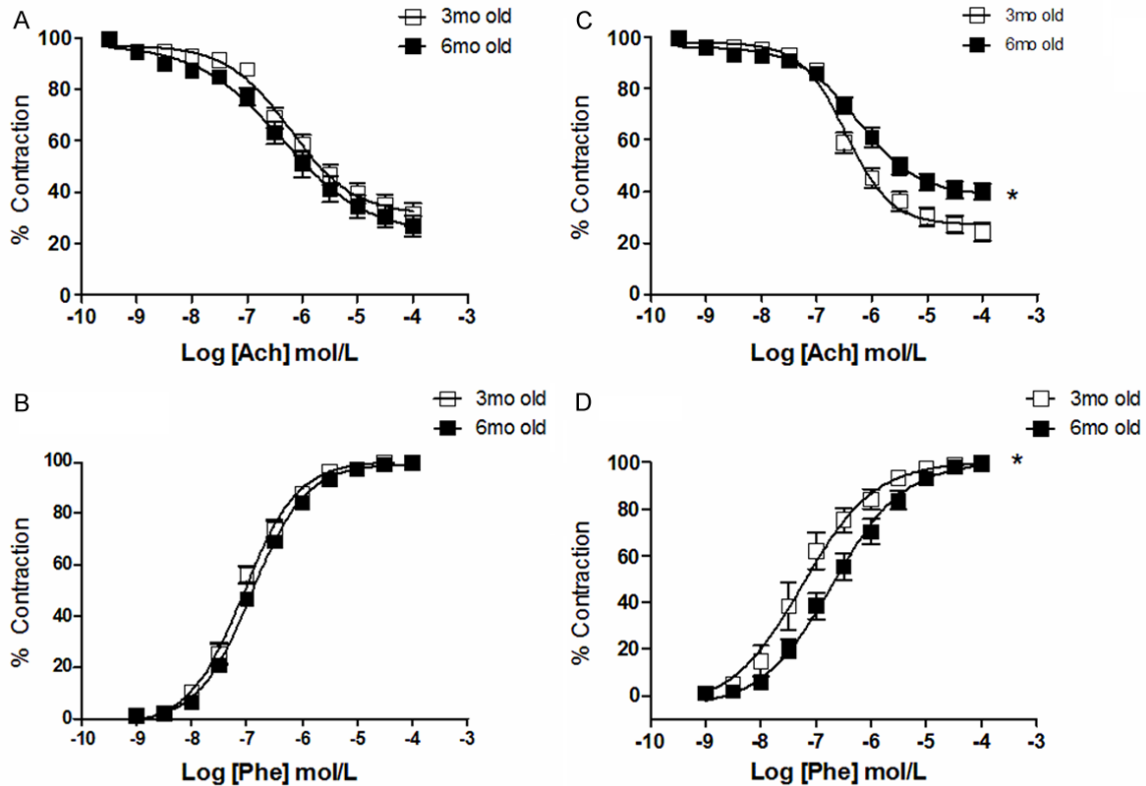 A
3mo old
6mo old
100
80
60
40
20
0
% Contraction
-10 -9 -8 -7 -6 -5 -4 -3
Log [Ach] mol/L
C
3mo old
6mo old
100
80
60
40
20
0
% Contraction
*
-10 -9 -8 -7 -6 -5 -4 -3
Log [Ach] mol/L
B
3mo old
6mo old
100
80
60
40
20
0
% Contraction
-10 -9 -8 -7 -6 -5 -4 -3
Log [Phe] mol/L
D
3mo old
6mo old
100
80
60
40
20
0
% Contraction
*
-10 -9 -8 -7 -6 -5 -4 -3
Log [Phe] mol/L